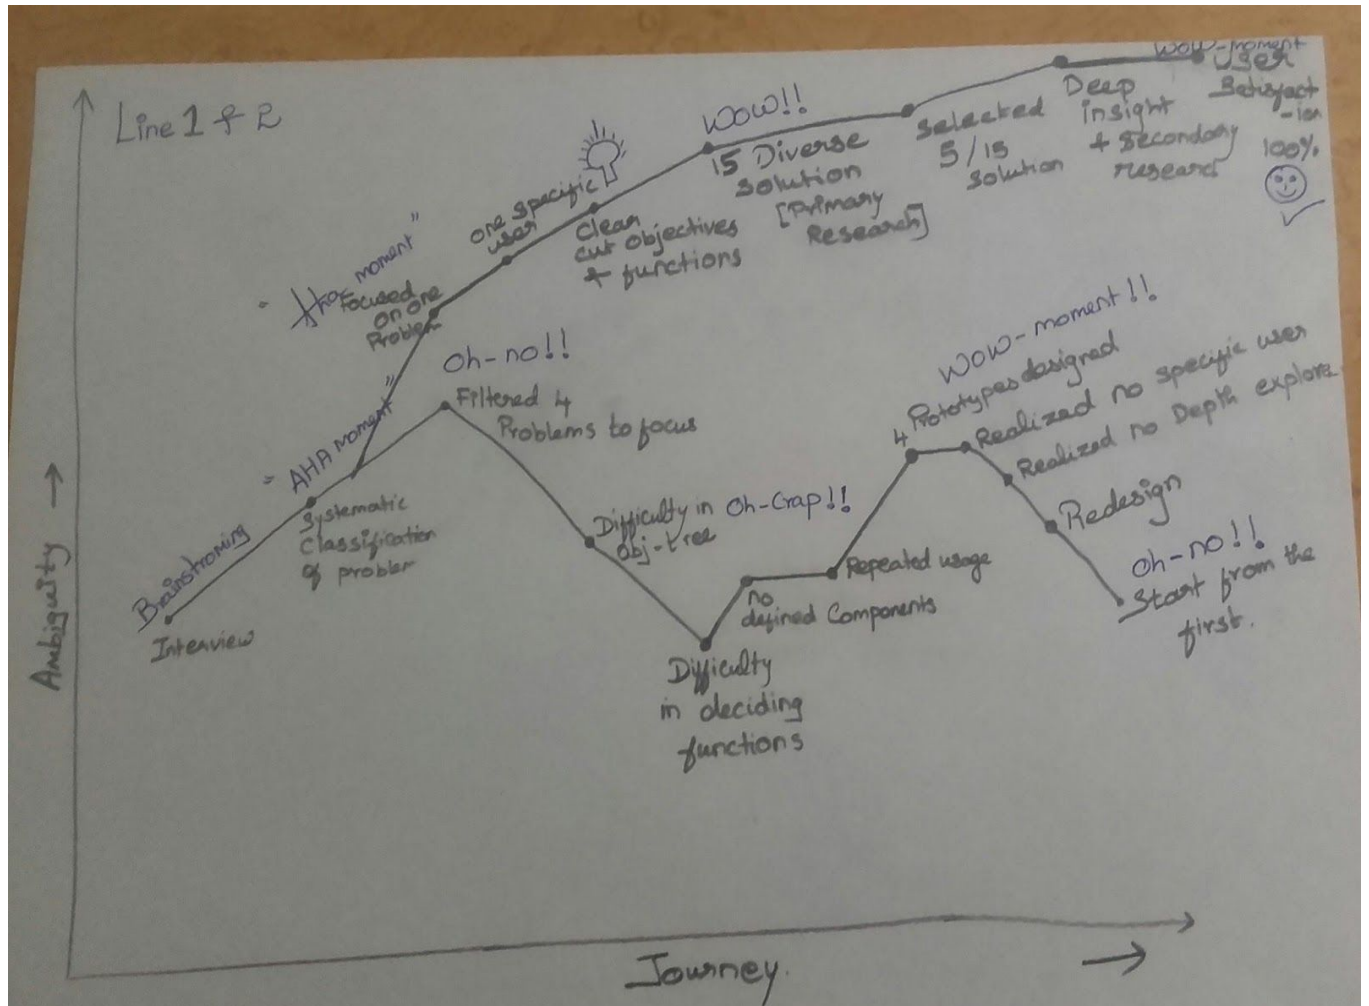 Line 1 & 2
WOW-moment
User
Satisfact
-ion
100%
Deep
insight
& Secondary
research
Selected
5/15
Solution
WOW!!
15 Diverse
Solution
[Primary
Research]
one specific
user
Clear
cut objectives
& functions
" moment "
Focused
on one
Problem
Oh-no!!
Filtered 4
Problems to focus
" AHA moment "
Systematic
Classification
of
Brainstroming
Interview
Difficulty in
obj-tree
Oh-Crap!!
Difficulty
in deciding
functions
no
defined Components
Repeated usage
WOW-moment!!
4 Prototypes designed
Realized no specific user
Realized no Depth explora
Redesign
Oh-no!!
Start from the
first.
Ambiguity →
Journey.